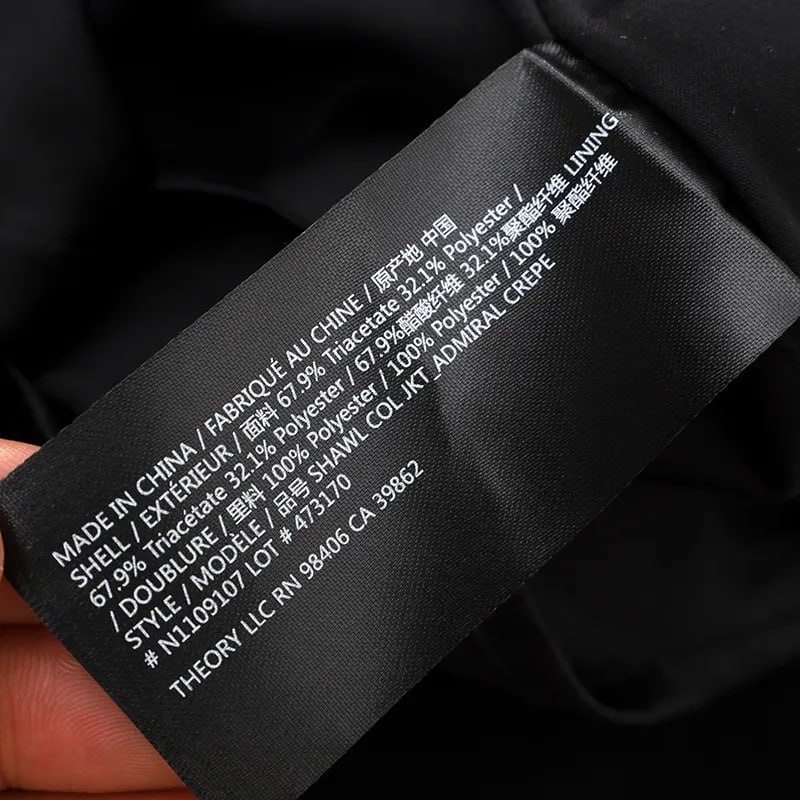 MADE IN CHINA / FABRIQUÉ AU CHINE / 原产地 中国
SHELL / EXTÉRIEUR / 面料 67.9% Triacetate 32.1% Polyester /
67.9% Triacétate 32.1% Polyester / 67.9%醋酸纤维 32.1%聚酯纤维 LINING
/ DOUBLURE / 里料 100% Polyester / 100% Polyester / 100% 聚酯纤维
STYLE / MODÈLE / 品号 SHAWL COL JKT_ADMIRAL CREPE
# N1109107 LOT # 473170
THEORY LLC RN 98406 CA 39862